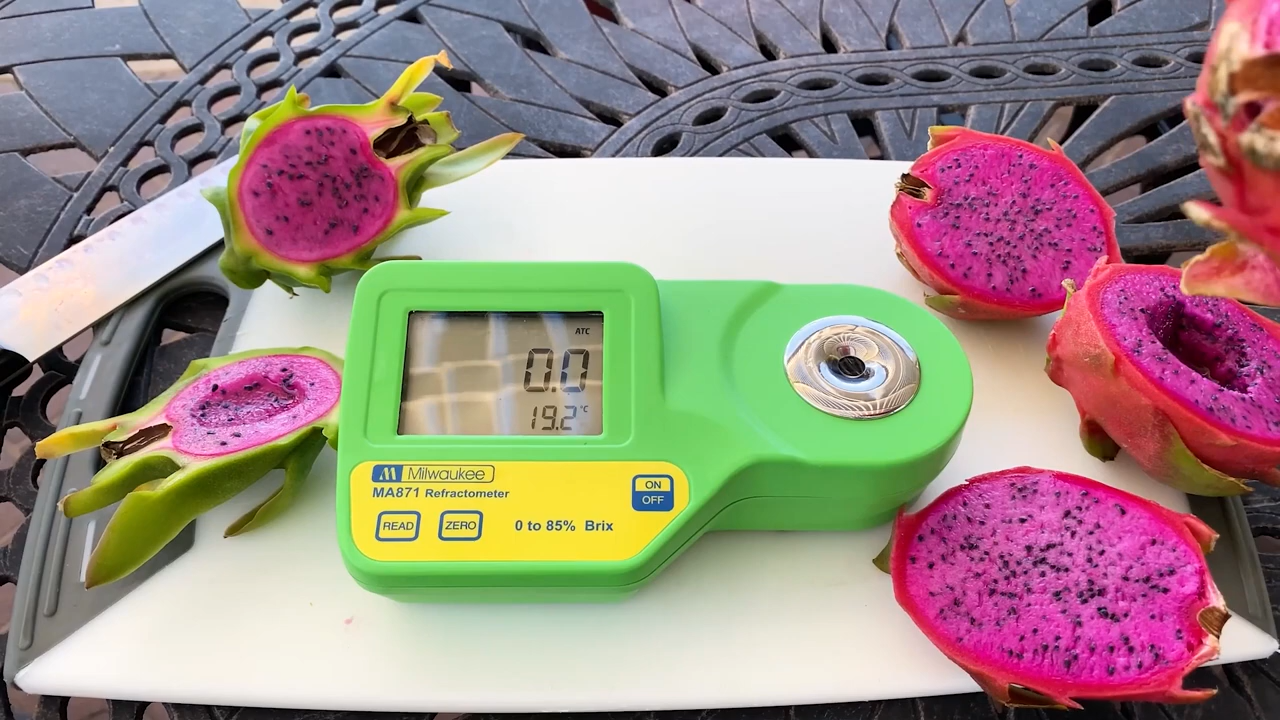 ATC
0.0
19.2°C
M Milwaukee
MA871 Refractometer
ON
OFF
READ ZERO 0 to 85% Brix